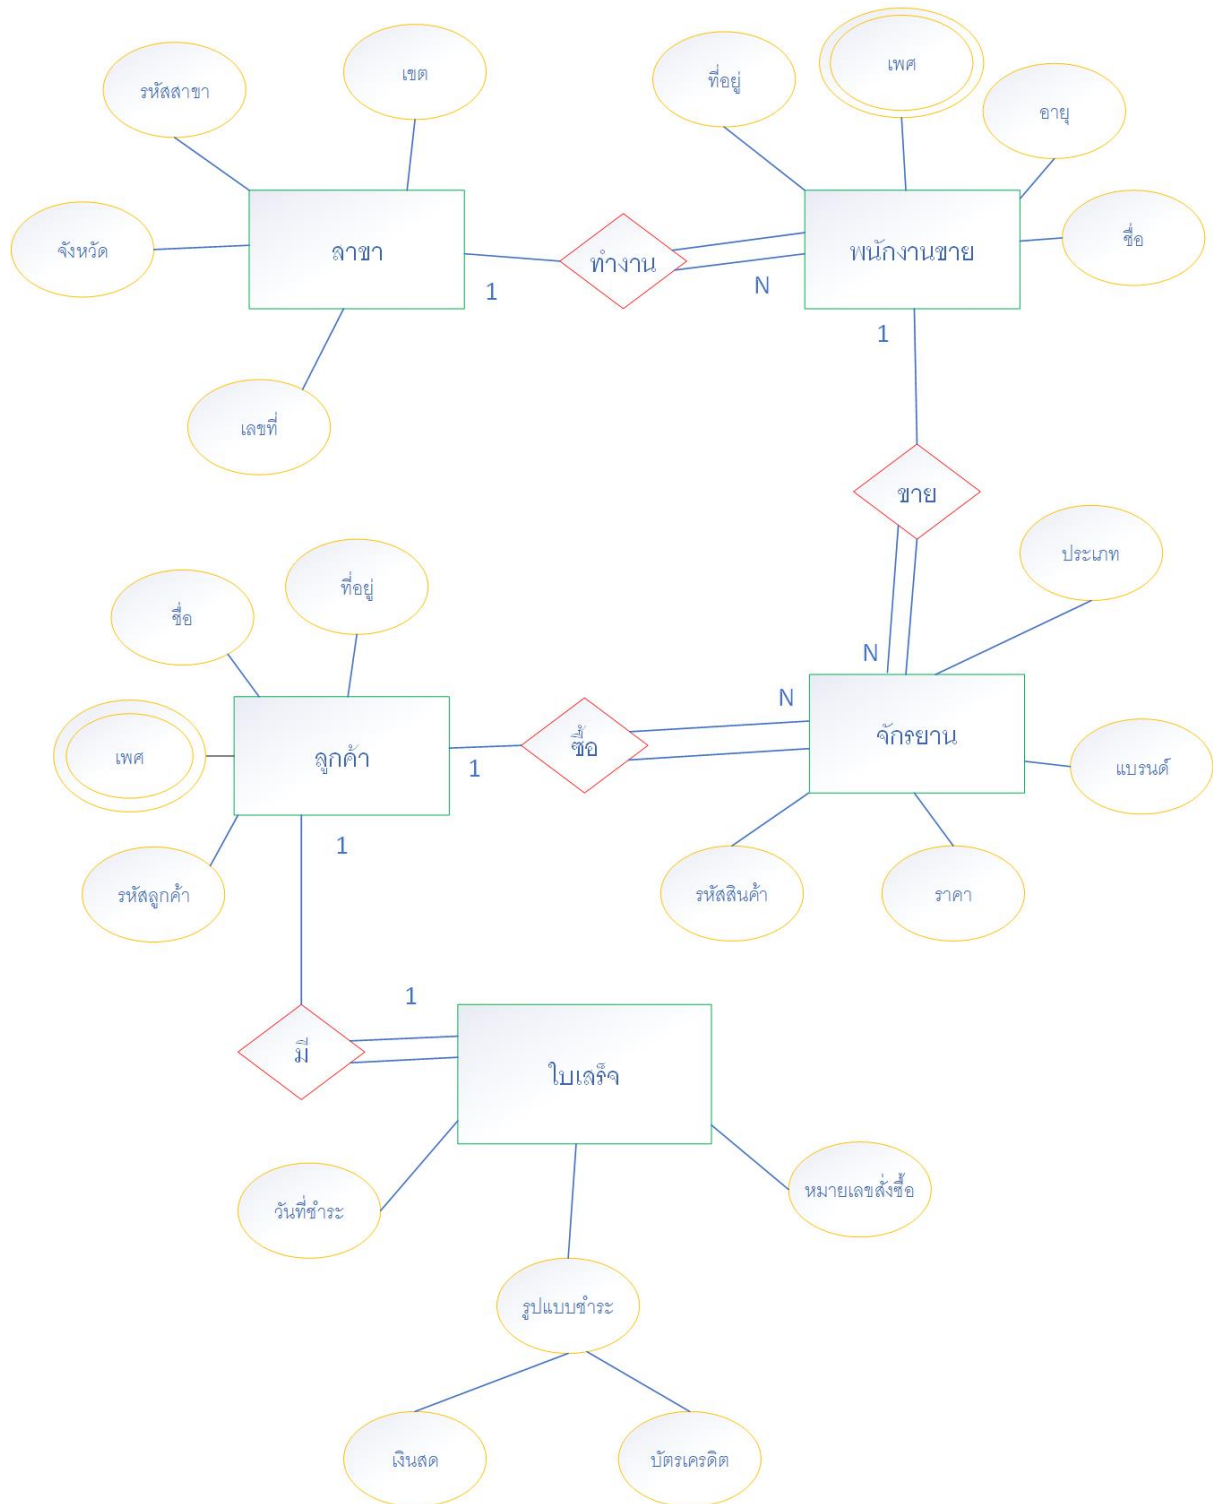 เขต
เพศ
ที่อยู่
รหัสสาขา
อายุ
จังหวัด
ลาขา
ทำงาน
พนักงานขาย
ชื่อ
1
N
1
เลขที่
ขาย
ประเภท
ที่อยู่
ชื่อ
N
N
เพศ
ลูกค้า
ซื้อ
จักรยาน
1
แบรนด์
1
รหัสลูกค้า
รหัสสินค้า
ราคา
1
มี
ใบเสร็จ
วันที่ชำระ
หมายเลขสั่งซื้อ
รูปแบบชำระ
เงินสด
บัตรเครดิต